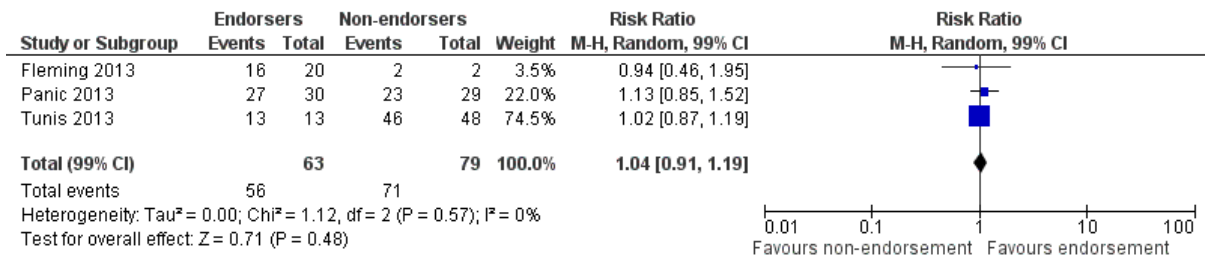 Endorsers Non-endorsers Risk Ratio Risk Ratio
Study or Subgroup Events Total Events Total Weight M-H, Random, 99% CI M-H, Random, 99% CI
Fleming 2013 16 20 2 2 3.5% 0.94 [0.46, 1.95]
Panic 2013 27 30 23 29 22.0% 1.13 [0.85, 1.52]
Tunis 2013 13 13 46 48 74.5% 1.02 [0.87, 1.19]
Total (99% CI) 63 79 100.0% 1.04 [0.91, 1.19]
Total events 56 71
Heterogeneity: Tau² = 0.00; Chi² = 1.12, df = 2 (P = 0.57); I² = 0%
Test for overall effect: Z = 0.71 (P = 0.48)
0.01 0.1 1 10 100
Favours non-endorsement Favours endorsement